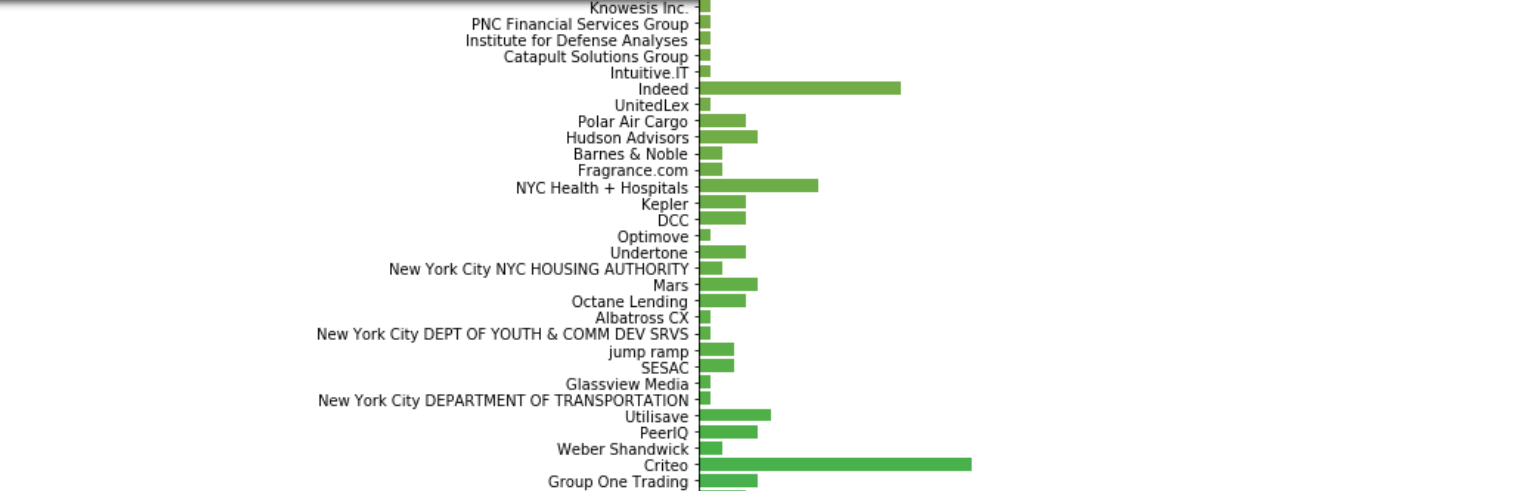 Knowesis Inc.
PNC Financial Services Group
Institute for Defense Analyses
Catapult Solutions Group
Intuitive.IT
Indeed
UnitedLex
Polar Air Cargo
Hudson Advisors
Barnes & Noble
Fragrance.com
NYC Health + Hospitals
Kepler
DCC
Optimove
Undertone
New York City NYC HOUSING AUTHORITY
Mars
Octane Lending
Albatross CX
New York City DEPT OF YOUTH & COMM DEV SRVS
jump ramp
SESAC
Glassview Media
New York City DEPARTMENT OF TRANSPORTATION
Utilisave
PeerIQ
Weber Shandwick
Criteo
Group One Trading